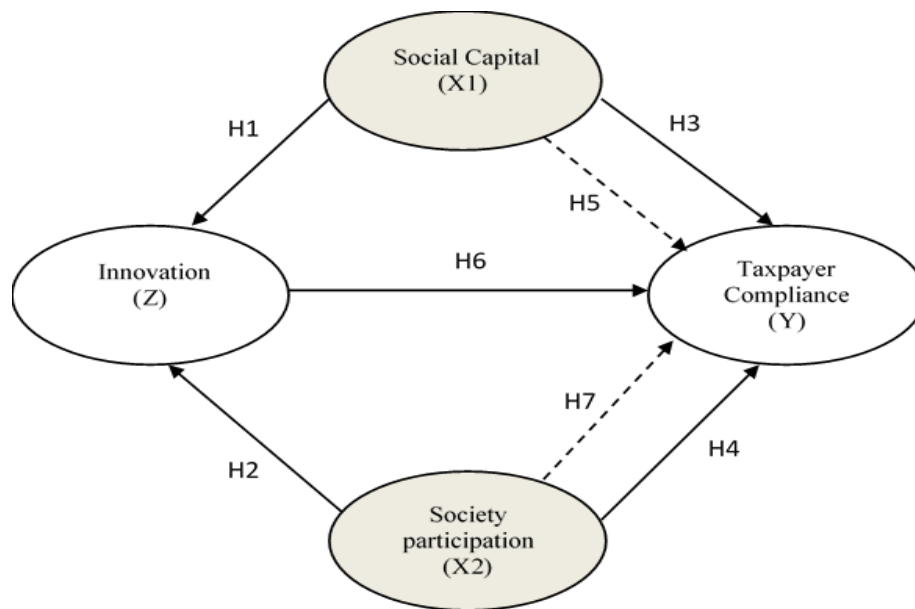 Social Capital
(X1)
H1
H3
H5
Innovation
(Z)
H6
Taxpayer
Compliance
(Y)
H7
H2
H4
Society
participation
(X2)